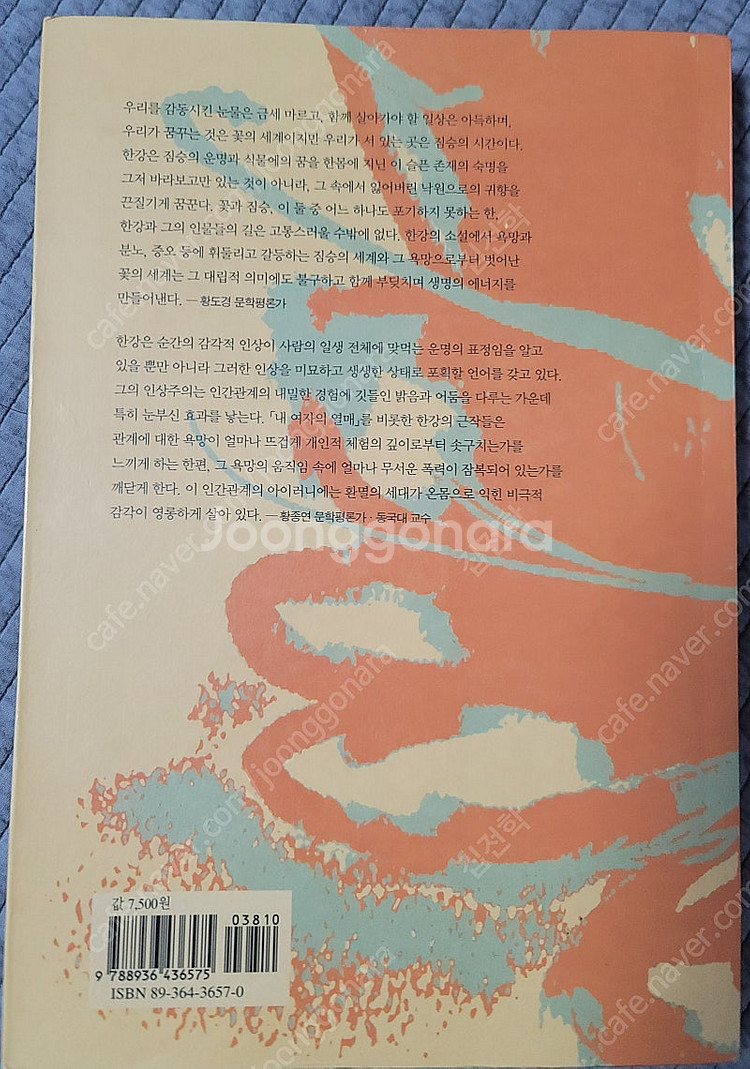 우리를 감동시킨 눈물은 금세 마르고, 함께 살아가야 할 일상은 아득하며,
우리가 꿈꾸는 것은 꽃의 세계이지만 우리가 서 있는 곳은 짐승의 시간이다.
한강은 짐승의 운명과 식물에의 꿈을 한몸에 지닌 이 슬픈 존재의 숙명을
그저 바라보고만 있는 것이 아니라, 그 속에서 잃어버린 낙원으로의 귀향을
끈질기게 꿈꾼다. 꽃과 짐승, 이 둘 중 어느 하나도 포기하지 못하는 한,
한강과 그의 인물들의 길은 고통스러울 수밖에 없다. 한강의 소설에서 욕망과
분노, 증오 등에 휘둘리고 갈등하는 짐승의 세계와 그 욕망으로부터 벗어난
꽃의 세계는 그 대립적 의미에도 불구하고 함께 부딪치며 생명의 에너지를
만들어낸다. ─ 황도경 문학평론가
한강은 순간의 감각적 인상이 사람의 일생 전체에 맞먹는 운명의 표정임을 알고
있을 뿐만 아니라 그러한 인상을 미묘하고 생생한 상태로 포획할 언어를 갖고 있다.
그의 인상주의는 인간관계의 내밀한 경험에 깃들인 밝음과 어둠을 다루는 가운데
특히 눈부신 효과를 낳는다. 「내 여자의 열매」를 비롯한 한강의 근작들은
관계에 대한 욕망이 얼마나 뜨겁게 개인적 체험의 깊이로부터 솟구치는가를
느끼게 하는 한편, 그 욕망의 움직임 속에 얼마나 무서운 폭력이 잠복되어 있는가를
깨닫게 한다. 이 인간관계의 아이러니에는 환멸의 세대가 온몸으로 익힌 비극적
감각이 영롱하게 살아 있다. ─ 황종연 문학평론가 · 동국대 교수
Joonggonara
cafe.naver.com/joonggonara
김전학
값 7,500원
03810
9 788936 436575
ISBN 89-364-3657-0